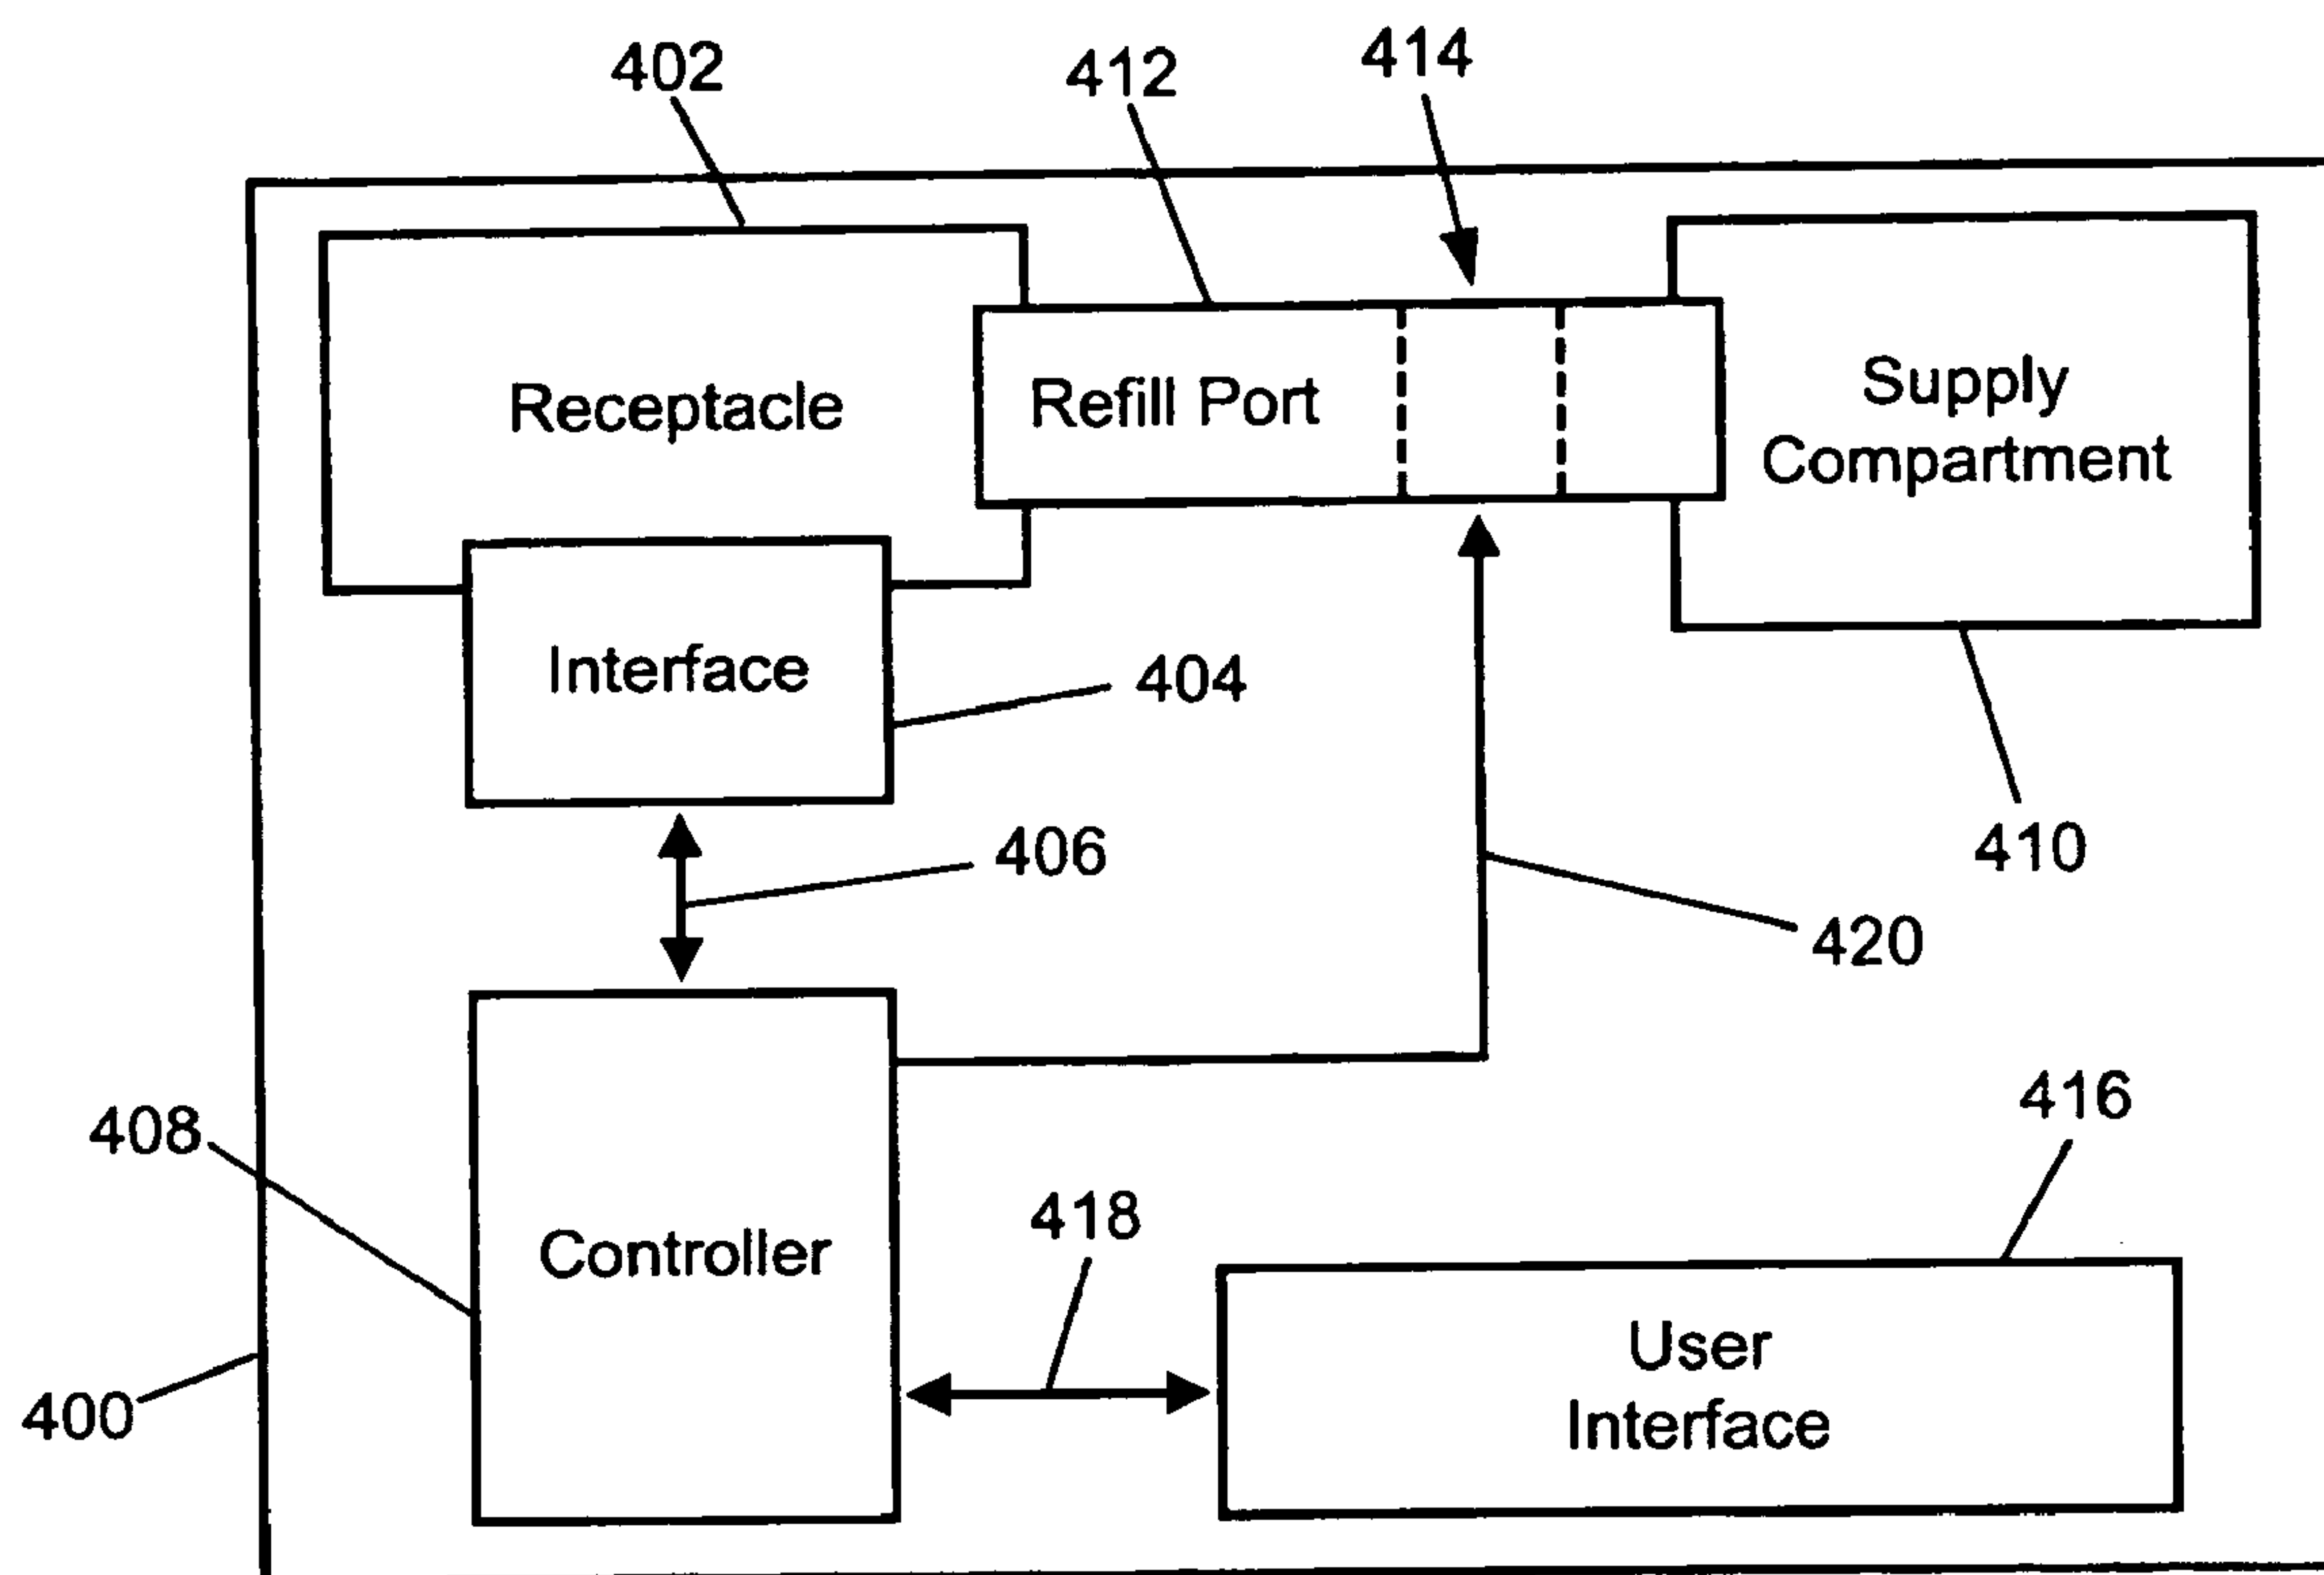 402
412
414
Receptacle
Refill Port
Supply
Compartment
Interface
404
406
410
420
408
Controller
418
416
400
User
Interface